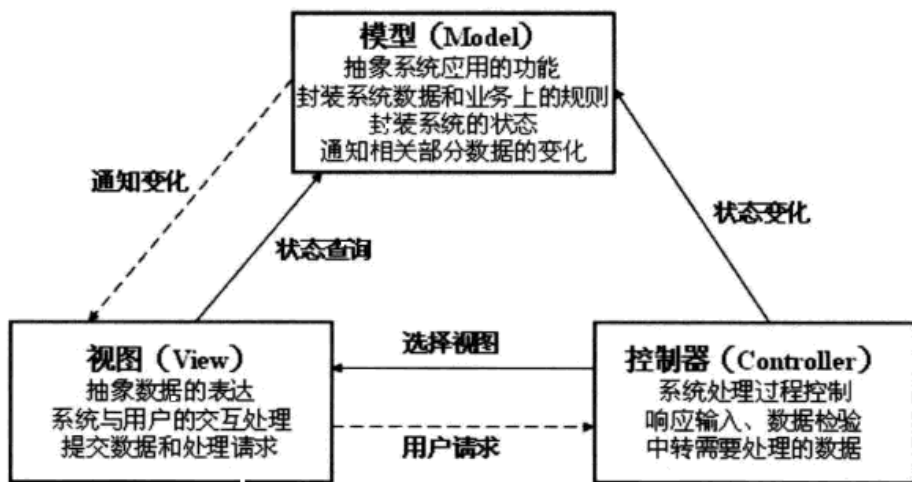 模型（Model）
抽象系统应用的功能
封装系统数据和业务上的规则
封装系统的状态
通知相关部分数据的变化
通知变化
状态查询
状态变化
视图（View）
抽象数据的表达
系统与用户的交互处理
提交数据和处理请求
选择视图
用户请求
控制器（Controller）
系统处理过程控制
响应输入、数据检验
中转需要处理的数据